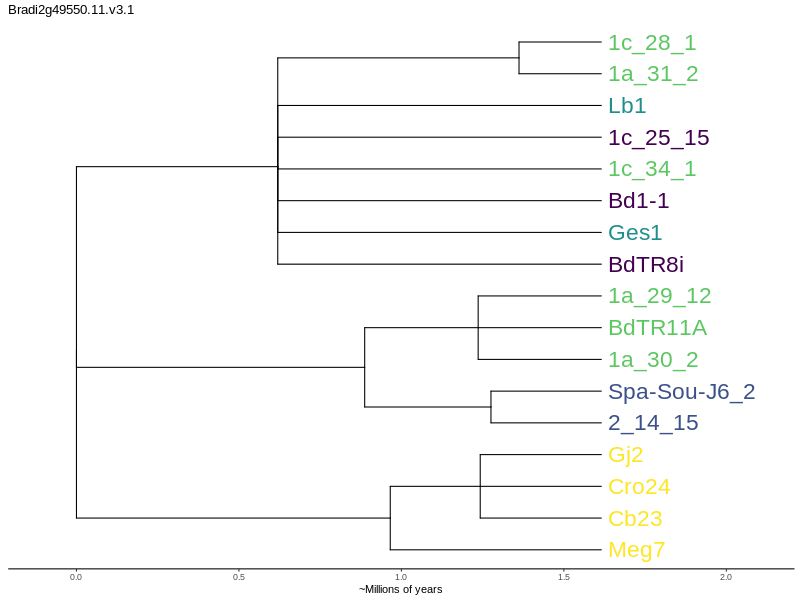 Bradi2g49550.11.v3.1
1c_28_1
1a_31_2
Lb1
1c_25_15
1c_34_1
Bd1-1
Ges1
BdTR8i
1a_29_12
BdTR11A
1a_30_2
Spa-Sou-J6_2
2_14_15
Gj2
Cro24
Cb23
Meg7
0.0 0.5 1.0 1.5 2.0
~Millions of years